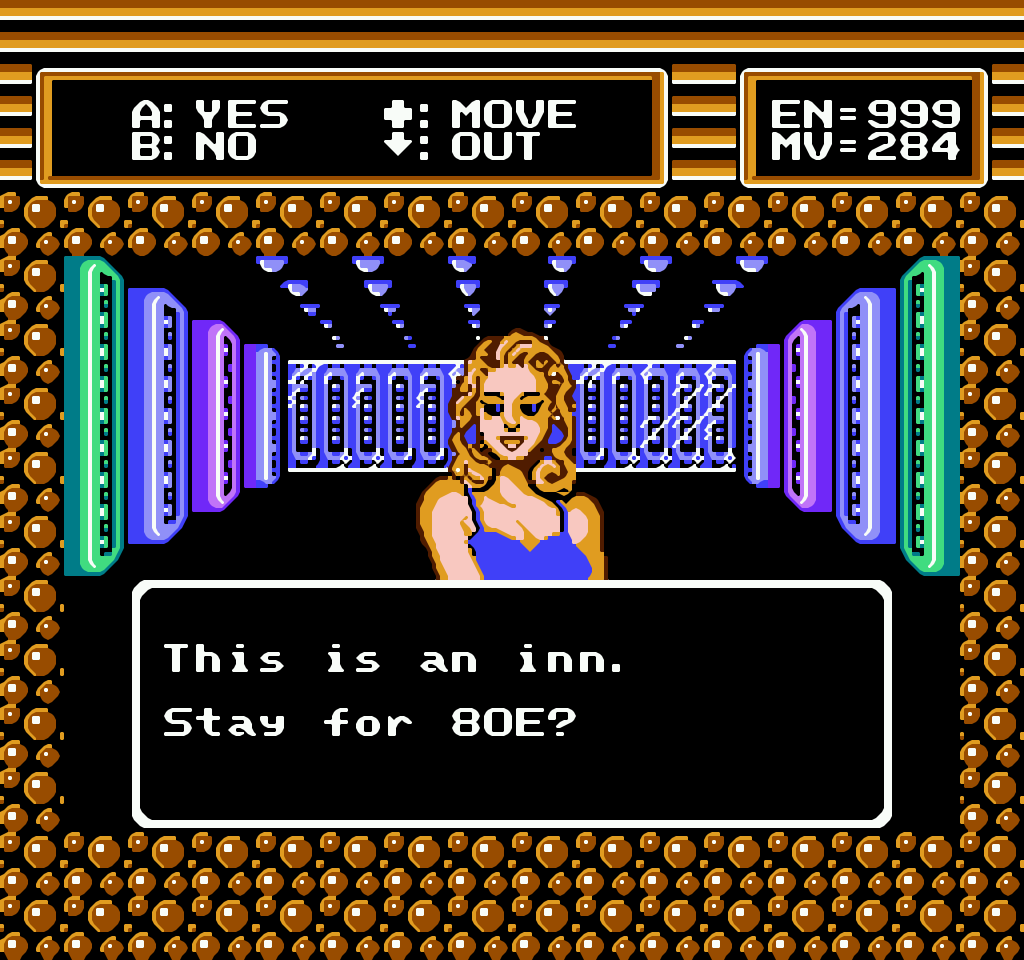 A: YES ✚: MOVE
B: NO ⬇: OUT
EN=999
MV=284
This is an inn.
Stay for 80E?